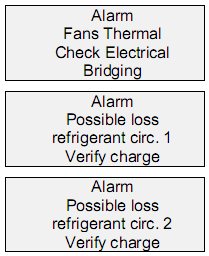 Alarm
Fans Thermal
Check Electrical
Bridging
Alarm
Possible loss
refrigerant circ. 1
Verify charge
Alarm
Possible loss
refrigerant circ. 2
Verify charge